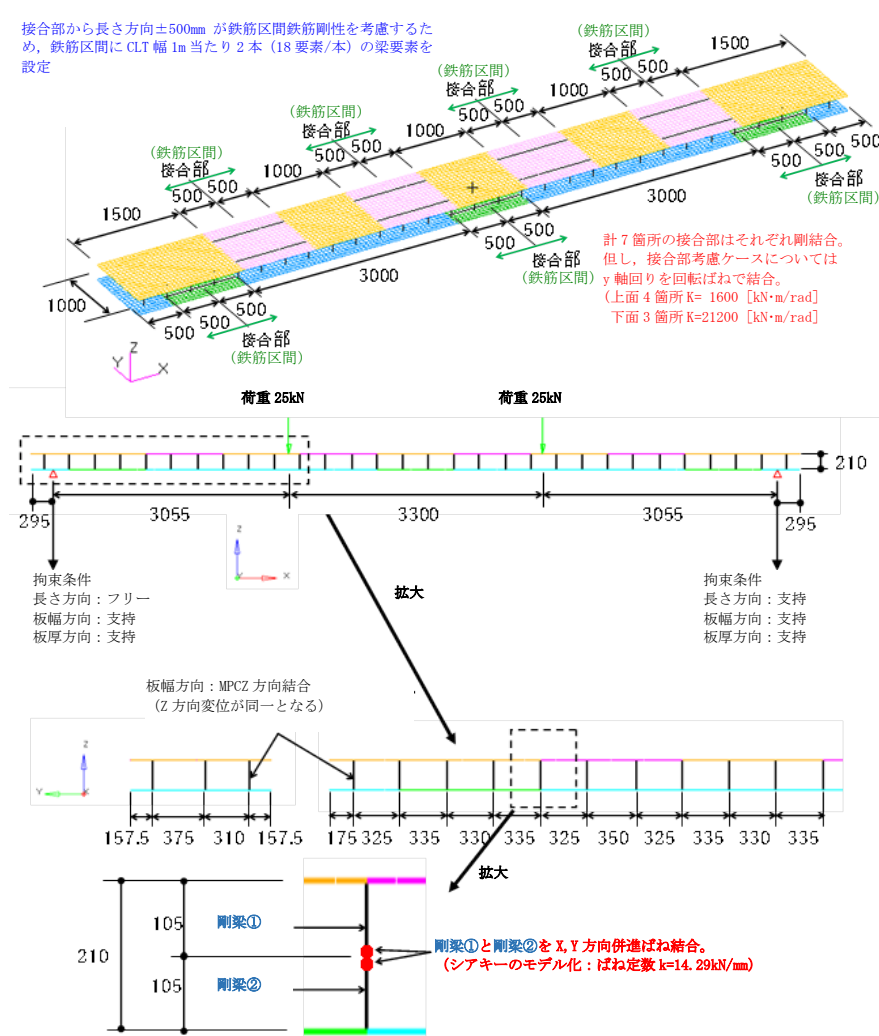 接合部から長さ方向±500mm が鉄筋区間鉄筋剛性を考慮するた
め，鉄筋区間に CLT 幅 1m 当たり 2 本（18 要素/本）の梁要素を
設定
1500
(鉄筋区間)
接合部
500 500
1000
(鉄筋区間)
接合部
500 500
1000
(鉄筋区間)
接合部
500 500
1000
(鉄筋区間)
接合部
500 500
1500
500
500
接合部
(鉄筋区間)
3000
500
500
接合部
(鉄筋区間)
3000
500
500
接合部
(鉄筋区間)
500
1000
計 7 箇所の接合部はそれぞれ剛結合。
但し，接合部考慮ケースについては
y 軸回りを回転ばねで結合。
(上面 4 箇所 K= 1600 [kN·m/rad]
下面 3 箇所 K=21200 [kN·m/rad]
Z
Y
X
荷重 25kN
荷重 25kN
210
295
3055
3300
3055
295
z
x
拘束条件
長さ方向：フリー
板幅方向：支持
板厚方向：支持
拘束条件
長さ方向：支持
板幅方向：支持
板厚方向：支持
拡大
板幅方向：MPCZ 方向結合
（Z 方向変位が同一となる）
z
Y
157.5 375 310 157.5
175 325 335 330 335 325 350 325 335 330 335
拡大
210
105
剛梁①
105
剛梁②
剛梁①と剛梁②を X,Y 方向併進ばね結合。
（シアキーのモデル化：ばね定数 k=14.29kN/mm）